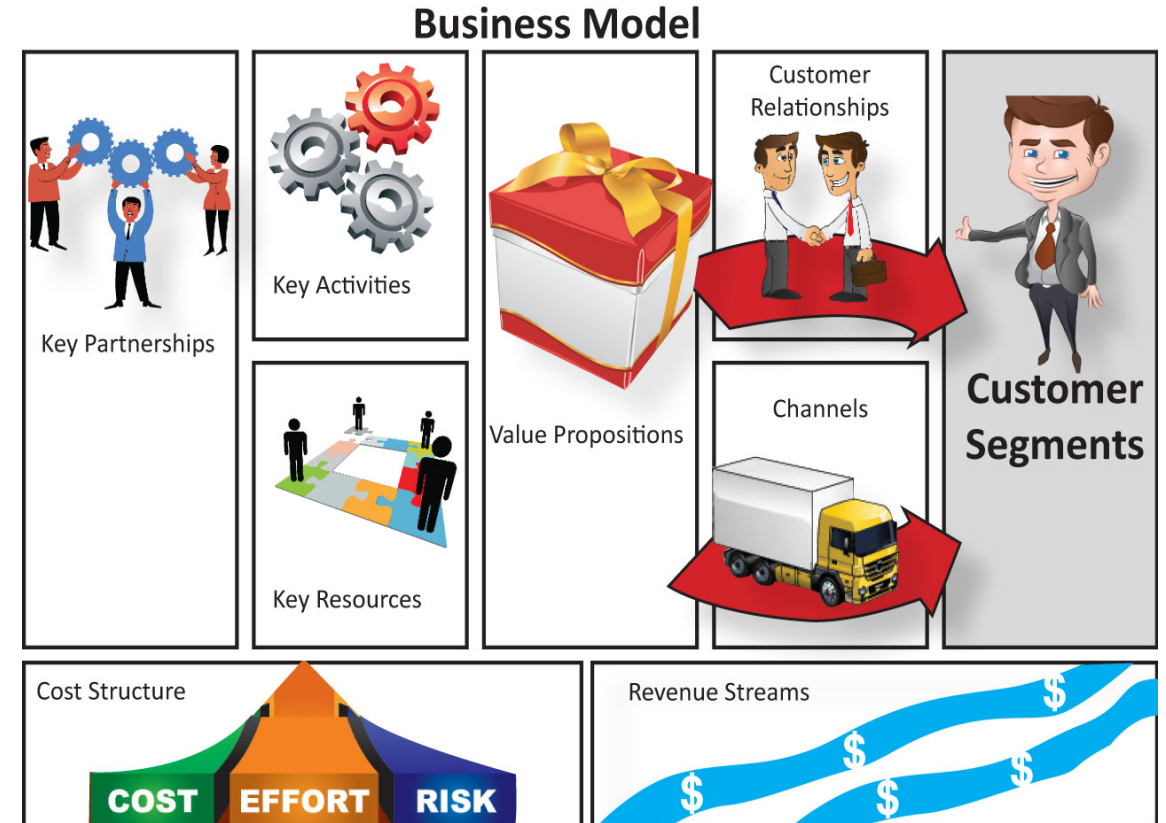 Business Model
Key Partnerships
Key Activities
Key Resources
Value Propositions
Customer
Relationships
Channels
Customer
Segments
Cost Structure
COST
EFFORT
RISK
Revenue Streams
$
$
$
$
$